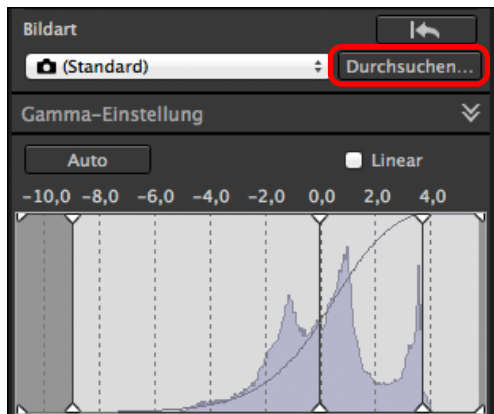 Bildart
(Standard) Durchsuchen...
Gamma-Einstellung
Auto Linear
-10,0 -8,0 -6,0 -4,0 -2,0 0,0 2,0 4,0